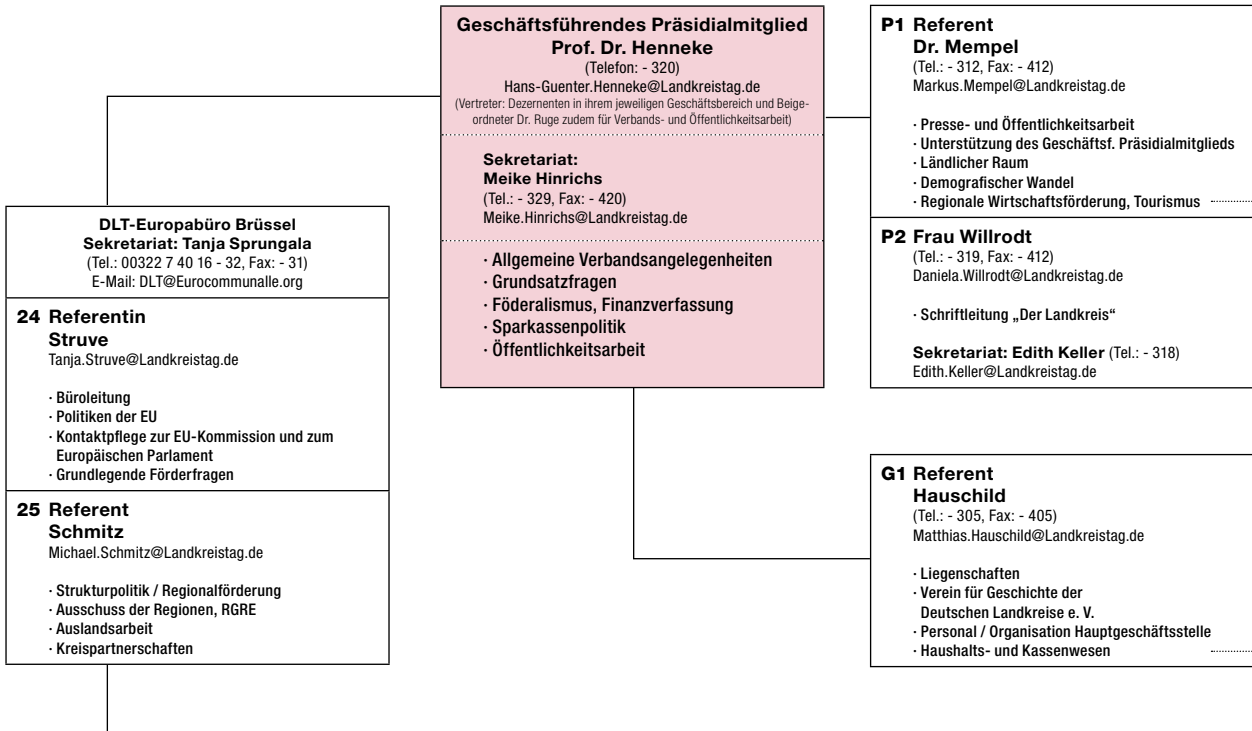 Geschäftsführendes Präsidialmitglied
Prof. Dr. Henneke
(Telefon: - 320)
Hans-Guenter.Henneke@Landkreistag.de
(Vertreter: Dezernenten in ihrem jeweiligen Geschäftsbereich und Beige-
ordneter Dr. Ruge zudem für Verbands- und Öffentlichkeitsarbeit)
Sekretariat:
Meike Hinrichs
(Tel.: - 329, Fax: - 420)
Meike.Hinrichs@Landkreistag.de
· Allgemeine Verbandsangelegenheiten
· Grundsatzfragen
· Föderalismus, Finanzverfassung
· Sparkassenpolitik
· Öffentlichkeitsarbeit
DLT-Europabüro Brüssel
Sekretariat: Tanja Sprungala
(Tel.: 00322 7 40 16 - 32, Fax: - 31)
E-Mail: DLT@Eurocommunalle.org
24 Referentin
Struve
Tanja.Struve@Landkreistag.de
· Büroleitung
· Politiken der EU
· Kontaktpflege zur EU-Kommission und zum
Europäischen Parlament
· Grundlegende Förderfragen
25 Referent
Schmitz
Michael.Schmitz@Landkreistag.de
· Strukturpolitik / Regionalförderung
· Ausschuss der Regionen, RGRE
· Auslandsarbeit
· Kreispartnerschaften
P1 Referent
Dr. Mempel
(Tel.: - 312, Fax: - 412)
Markus.Mempel@Landkreistag.de
· Presse- und Öffentlichkeitsarbeit
· Unterstützung des Geschäftsf. Präsidialmitglieds
· Ländlicher Raum
· Demografischer Wandel
· Regionale Wirtschaftsförderung, Tourismus
P2 Frau Willrodt
(Tel.: - 319, Fax: - 412)
Daniela.Willrodt@Landkreistag.de
· Schriftleitung „Der Landkreis“
Sekretariat: Edith Keller (Tel.: - 318)
Edith.Keller@Landkreistag.de
G1 Referent
Hauschild
(Tel.: - 305, Fax: - 405)
Matthias.Hauschild@Landkreistag.de
· Liegenschaften
· Verein für Geschichte der
Deutschen Landkreise e. V.
· Personal / Organisation Hauptgeschäftsstelle
· Haushalts- und Kassenwesen